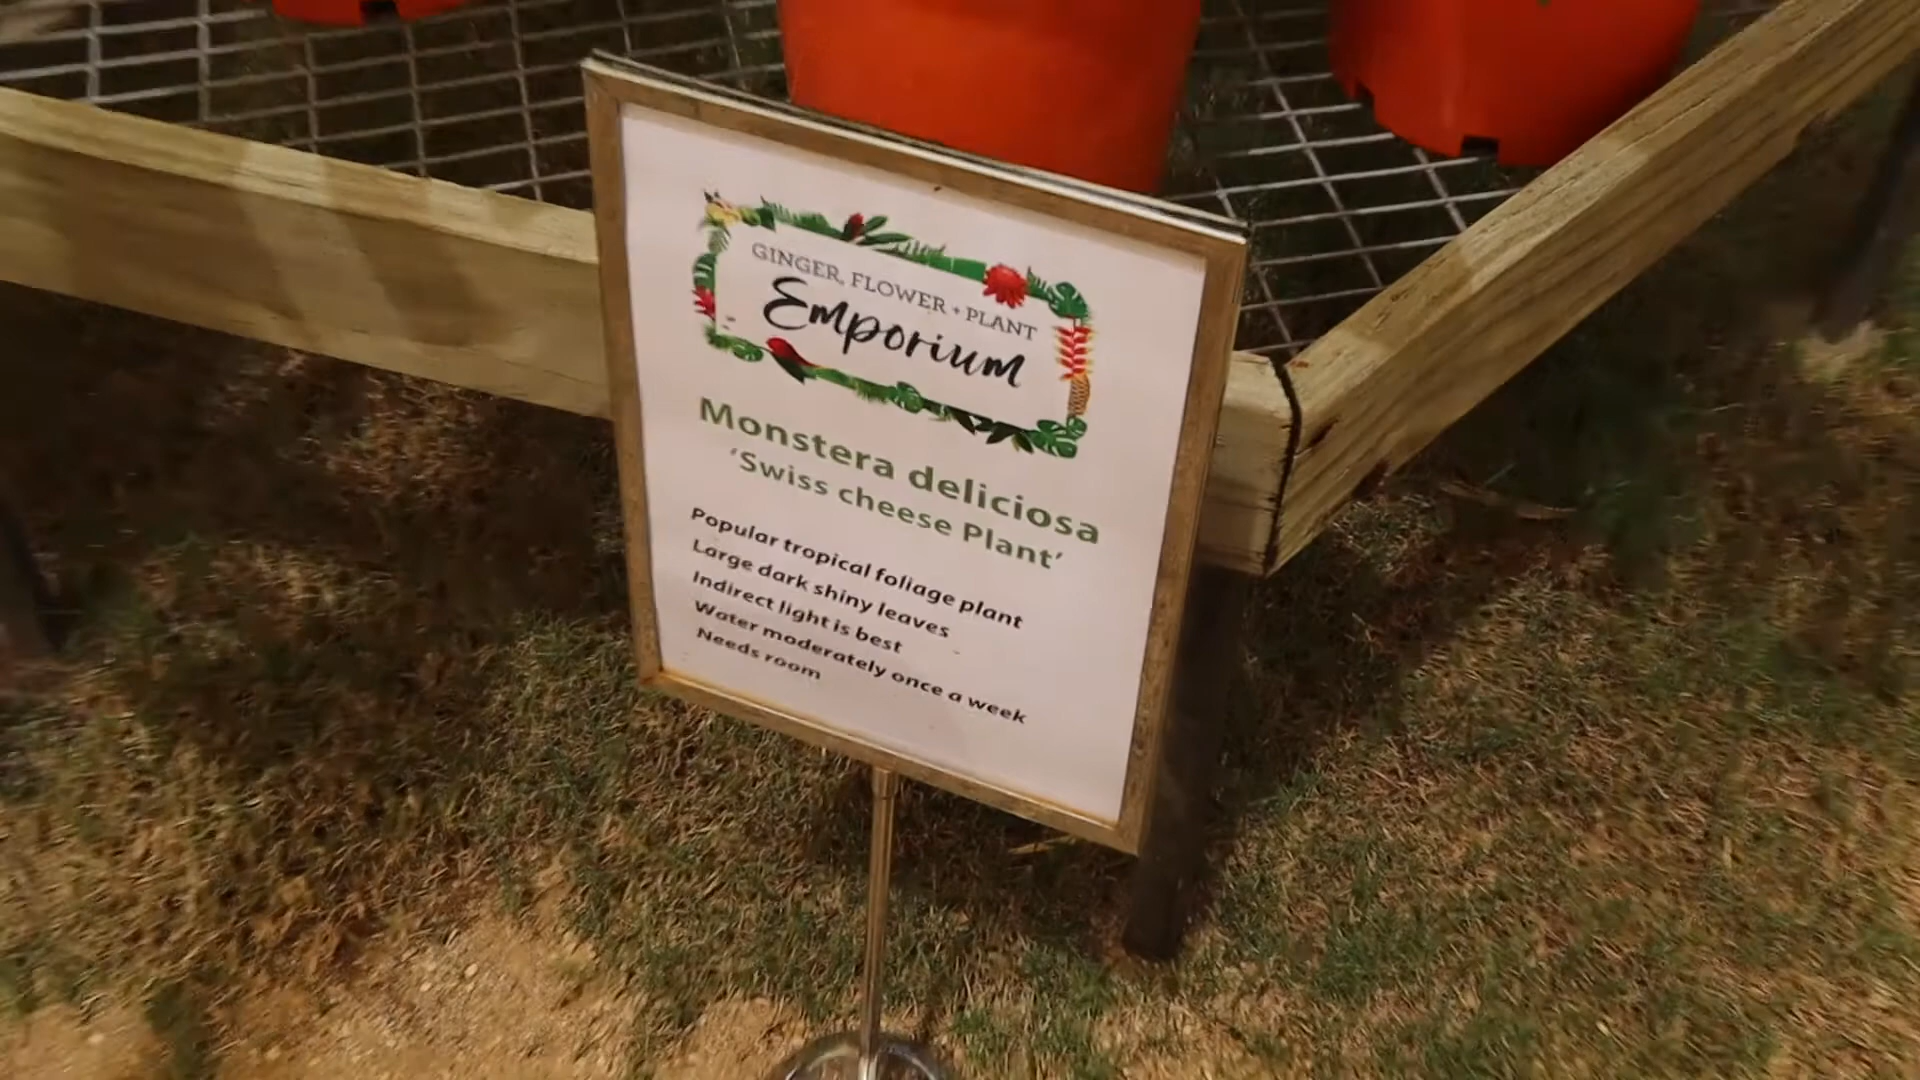 GINGER, FLOWER + PLANT
Emporium
Monstera deliciosa
‘Swiss cheese Plant’
Popular tropical foliage plant
Large dark shiny leaves
Indirect light is best
Water moderately once a week
Needs room